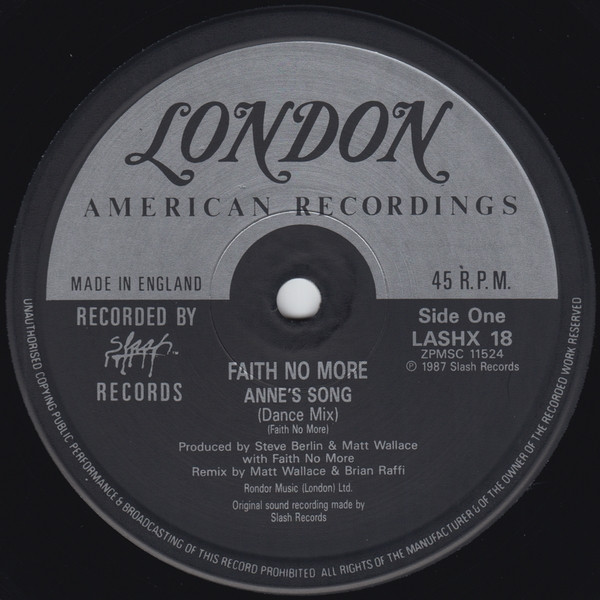 LONDON
AMERICAN RECORDINGS
MADE IN ENGLAND
45 R.P.M.
RECORDED BY
slash
RECORDS
Side One
LASHX 18
ZPMSC 11524
℗ 1987 Slash Records
FAITH NO MORE
ANNE'S SONG
(Dance Mix)
(Faith No More)
Produced by Steve Berlin & Matt Wallace
with Faith No More
Remix by Matt Wallace & Brian Raffi
Rondor Music (London) Ltd.
Original sound recording made by
Slash Records
UNAUTHORISED COPYING PUBLIC PERFORMANCE & BROADCASTING OF THIS RECORD PROHIBITED ALL RIGHTS OF THE MANUFACTURER & OF THE OWNER OF THE RECORDED WORK RESERVED